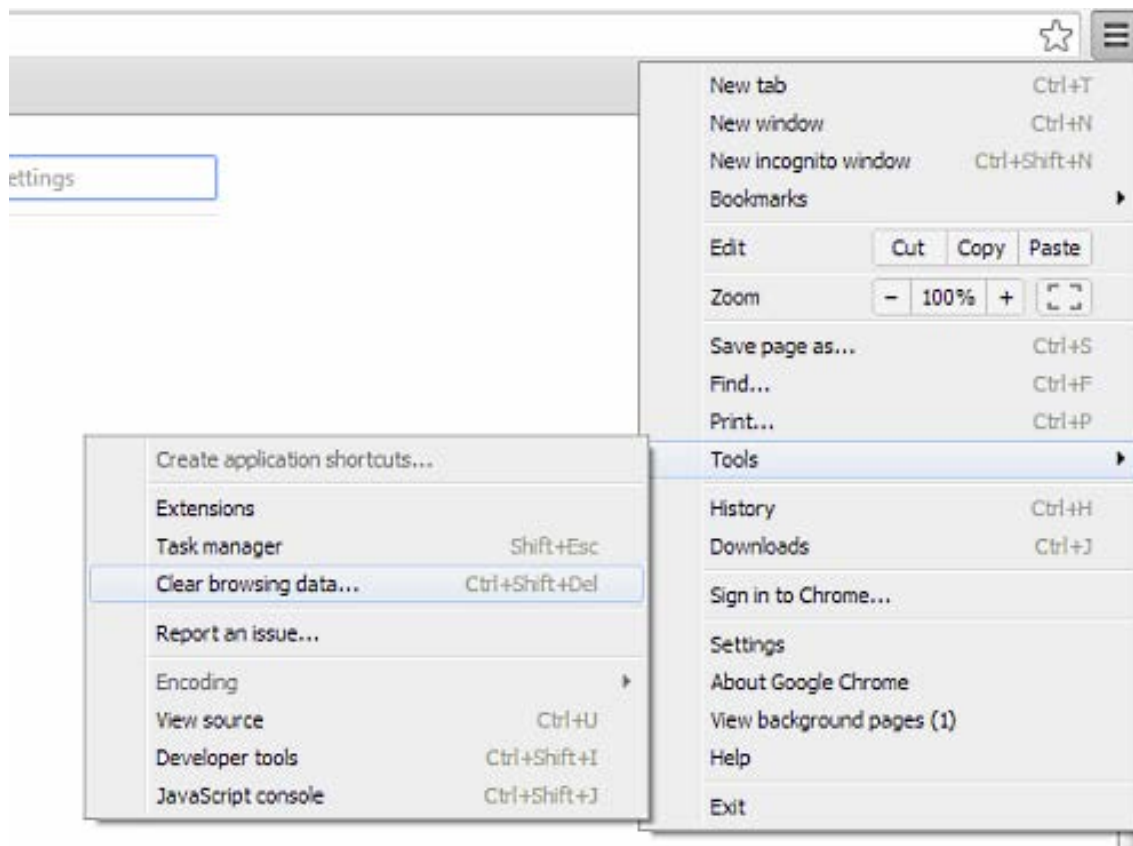 ettings
New tab Ctrl+T
New window Ctrl+N
New incognito window Ctrl+Shift+N
Bookmarks
Edit Cut Copy Paste
Zoom - 100% +
Save page as... Ctrl+S
Find... Ctrl+F
Print... Ctrl+P
Tools
History Ctrl+H
Downloads Ctrl+J
Sign in to Chrome...
Settings
About Google Chrome
View background pages (1)
Help
Exit
Create application shortcuts...
Extensions
Task manager Shift+Esc
Clear browsing data... Ctrl+Shift+Del
Report an issue...
Encoding
View source Ctrl+U
Developer tools Ctrl+Shift+I
JavaScript console Ctrl+Shift+J